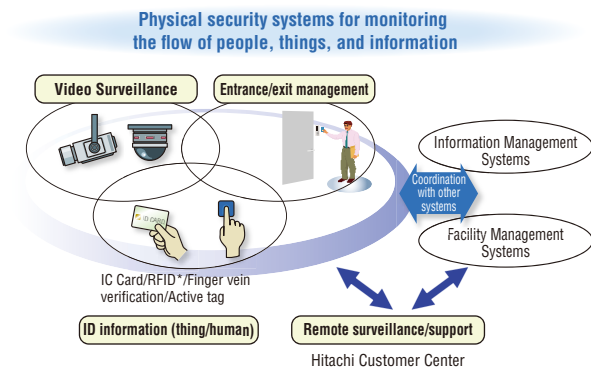 Physical security systems for monitoring
the flow of people, things, and information
Video Surveillance
Entrance/exit management
Information Management
Systems
Coordination
with other
systems
Facility Management
Systems
ID CARD
IC Card/RFID*/Finger vein
verification/Active tag
ID information (thing/human)
Remote surveillance/support
Hitachi Customer Center